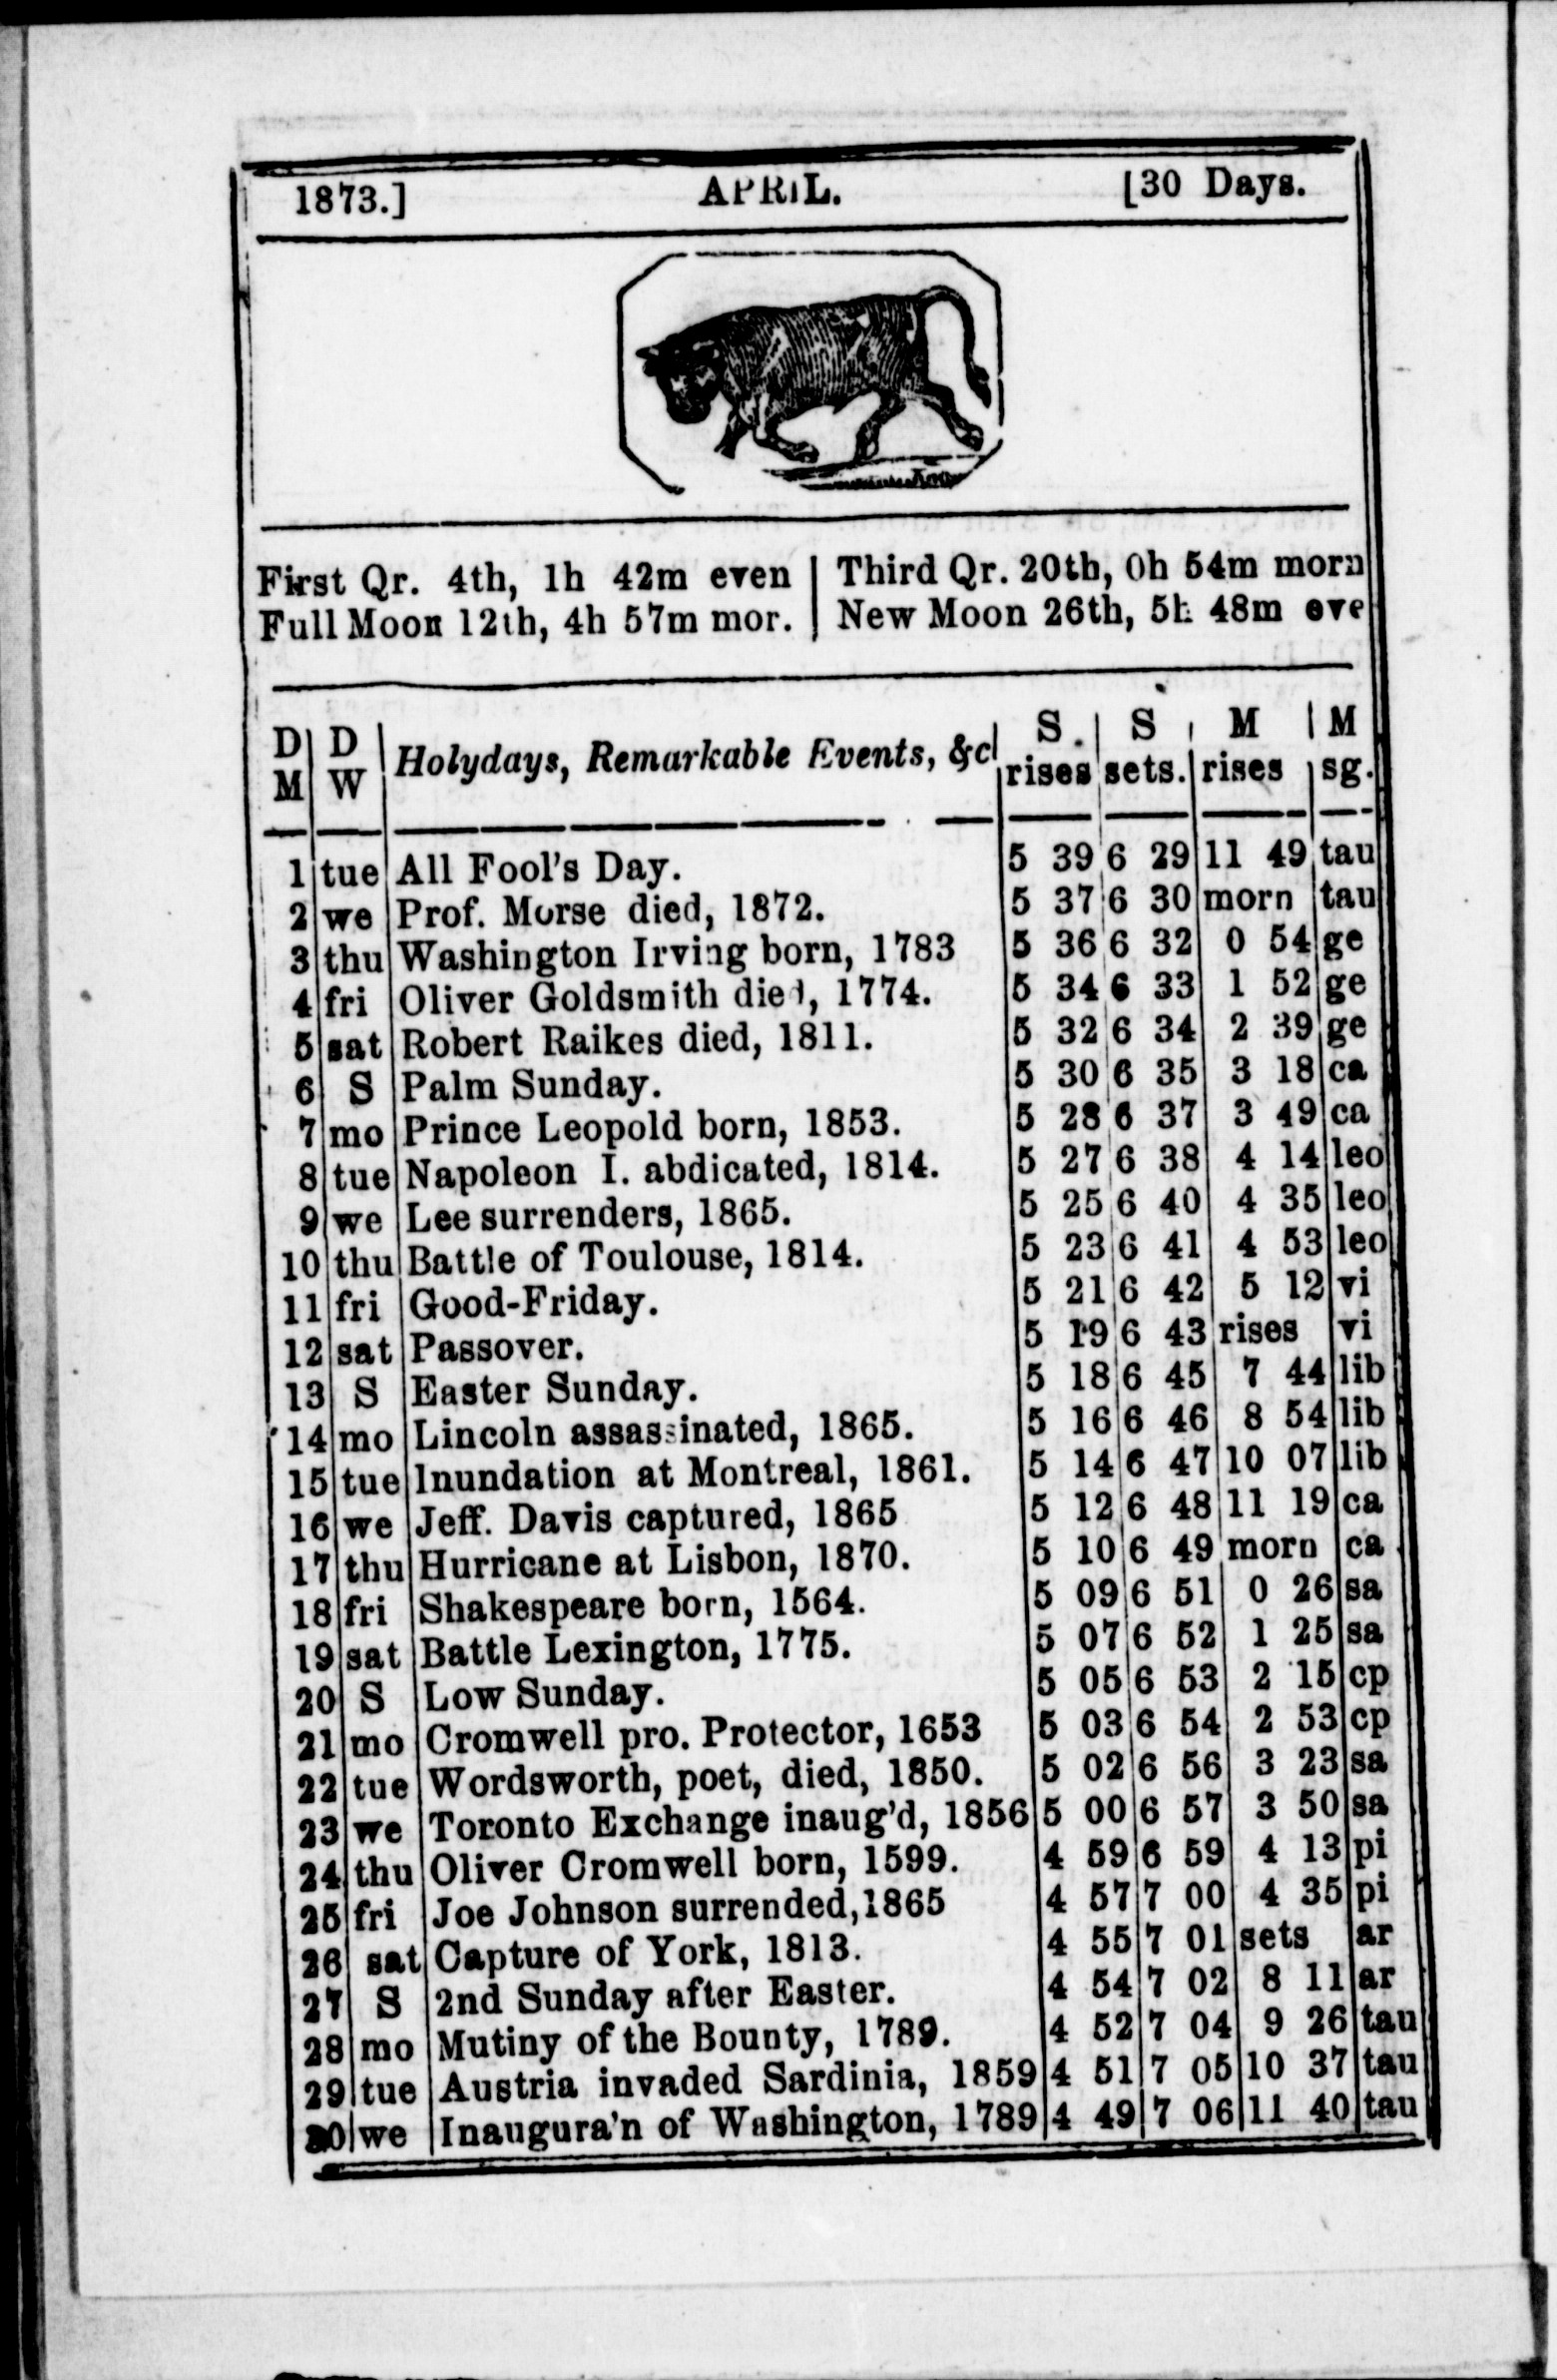 1873.] APRIL. [30 Days.
First Qr. 4th, 1h 42m even | Third Qr. 20th, 0h 54m morn
Full Moon 12th, 4h 57m mor. | New Moon 26th, 5h 48m eve
D M | D W | Holydays, Remarkable Events, &c | S. rises | S sets. | M rises | M sg.
1 tue All Fool's Day. 5 39 6 29 11 49 tau
2 we Prof. Morse died, 1872. 5 37 6 30 morn tau
3 thu Washington Irving born, 1783 5 36 6 32 0 54 ge
4 fri Oliver Goldsmith died, 1774. 5 34 6 33 1 52 ge
5 sat Robert Raikes died, 1811. 5 32 6 34 2 39 ge
6 S Palm Sunday. 5 30 6 35 3 18 ca
7 mo Prince Leopold born, 1853. 5 28 6 37 3 49 ca
8 tue Napoleon I. abdicated, 1814. 5 27 6 38 4 14 leo
9 we Lee surrenders, 1865. 5 25 6 40 4 35 leo
10 thu Battle of Toulouse, 1814. 5 23 6 41 4 53 leo
11 fri Good-Friday. 5 21 6 42 5 12 vi
12 sat Passover. 5 19 6 43 rises vi
13 S Easter Sunday. 5 18 6 45 7 44 lib
14 mo Lincoln assassinated, 1865. 5 16 6 46 8 54 lib
15 tue Inundation at Montreal, 1861. 5 14 6 47 10 07 lib
16 we Jeff. Davis captured, 1865 5 12 6 48 11 19 ca
17 thu Hurricane at Lisbon, 1870. 5 10 6 49 morn ca
18 fri Shakespeare born, 1564. 5 09 6 51 0 26 sa
19 sat Battle Lexington, 1775. 5 07 6 52 1 25 sa
20 S Low Sunday. 5 05 6 53 2 15 cp
21 mo Cromwell pro. Protector, 1653 5 03 6 54 2 53 cp
22 tue Wordsworth, poet, died, 1850. 5 02 6 56 3 23 sa
23 we Toronto Exchange inaug'd, 1856 5 00 6 57 3 50 sa
24 thu Oliver Cromwell born, 1599. 4 59 6 59 4 13 pi
25 fri Joe Johnson surrended,1865 4 57 7 00 4 35 pi
26 sat Capture of York, 1813. 4 55 7 01 sets ar
27 S 2nd Sunday after Easter. 4 54 7 02 8 11 ar
28 mo Mutiny of the Bounty, 1789. 4 52 7 04 9 26 tau
29 tue Austria invaded Sardinia, 1859 4 51 7 05 10 37 tau
30 we Inaugura'n of Washington, 1789 4 49 7 06 11 40 tau